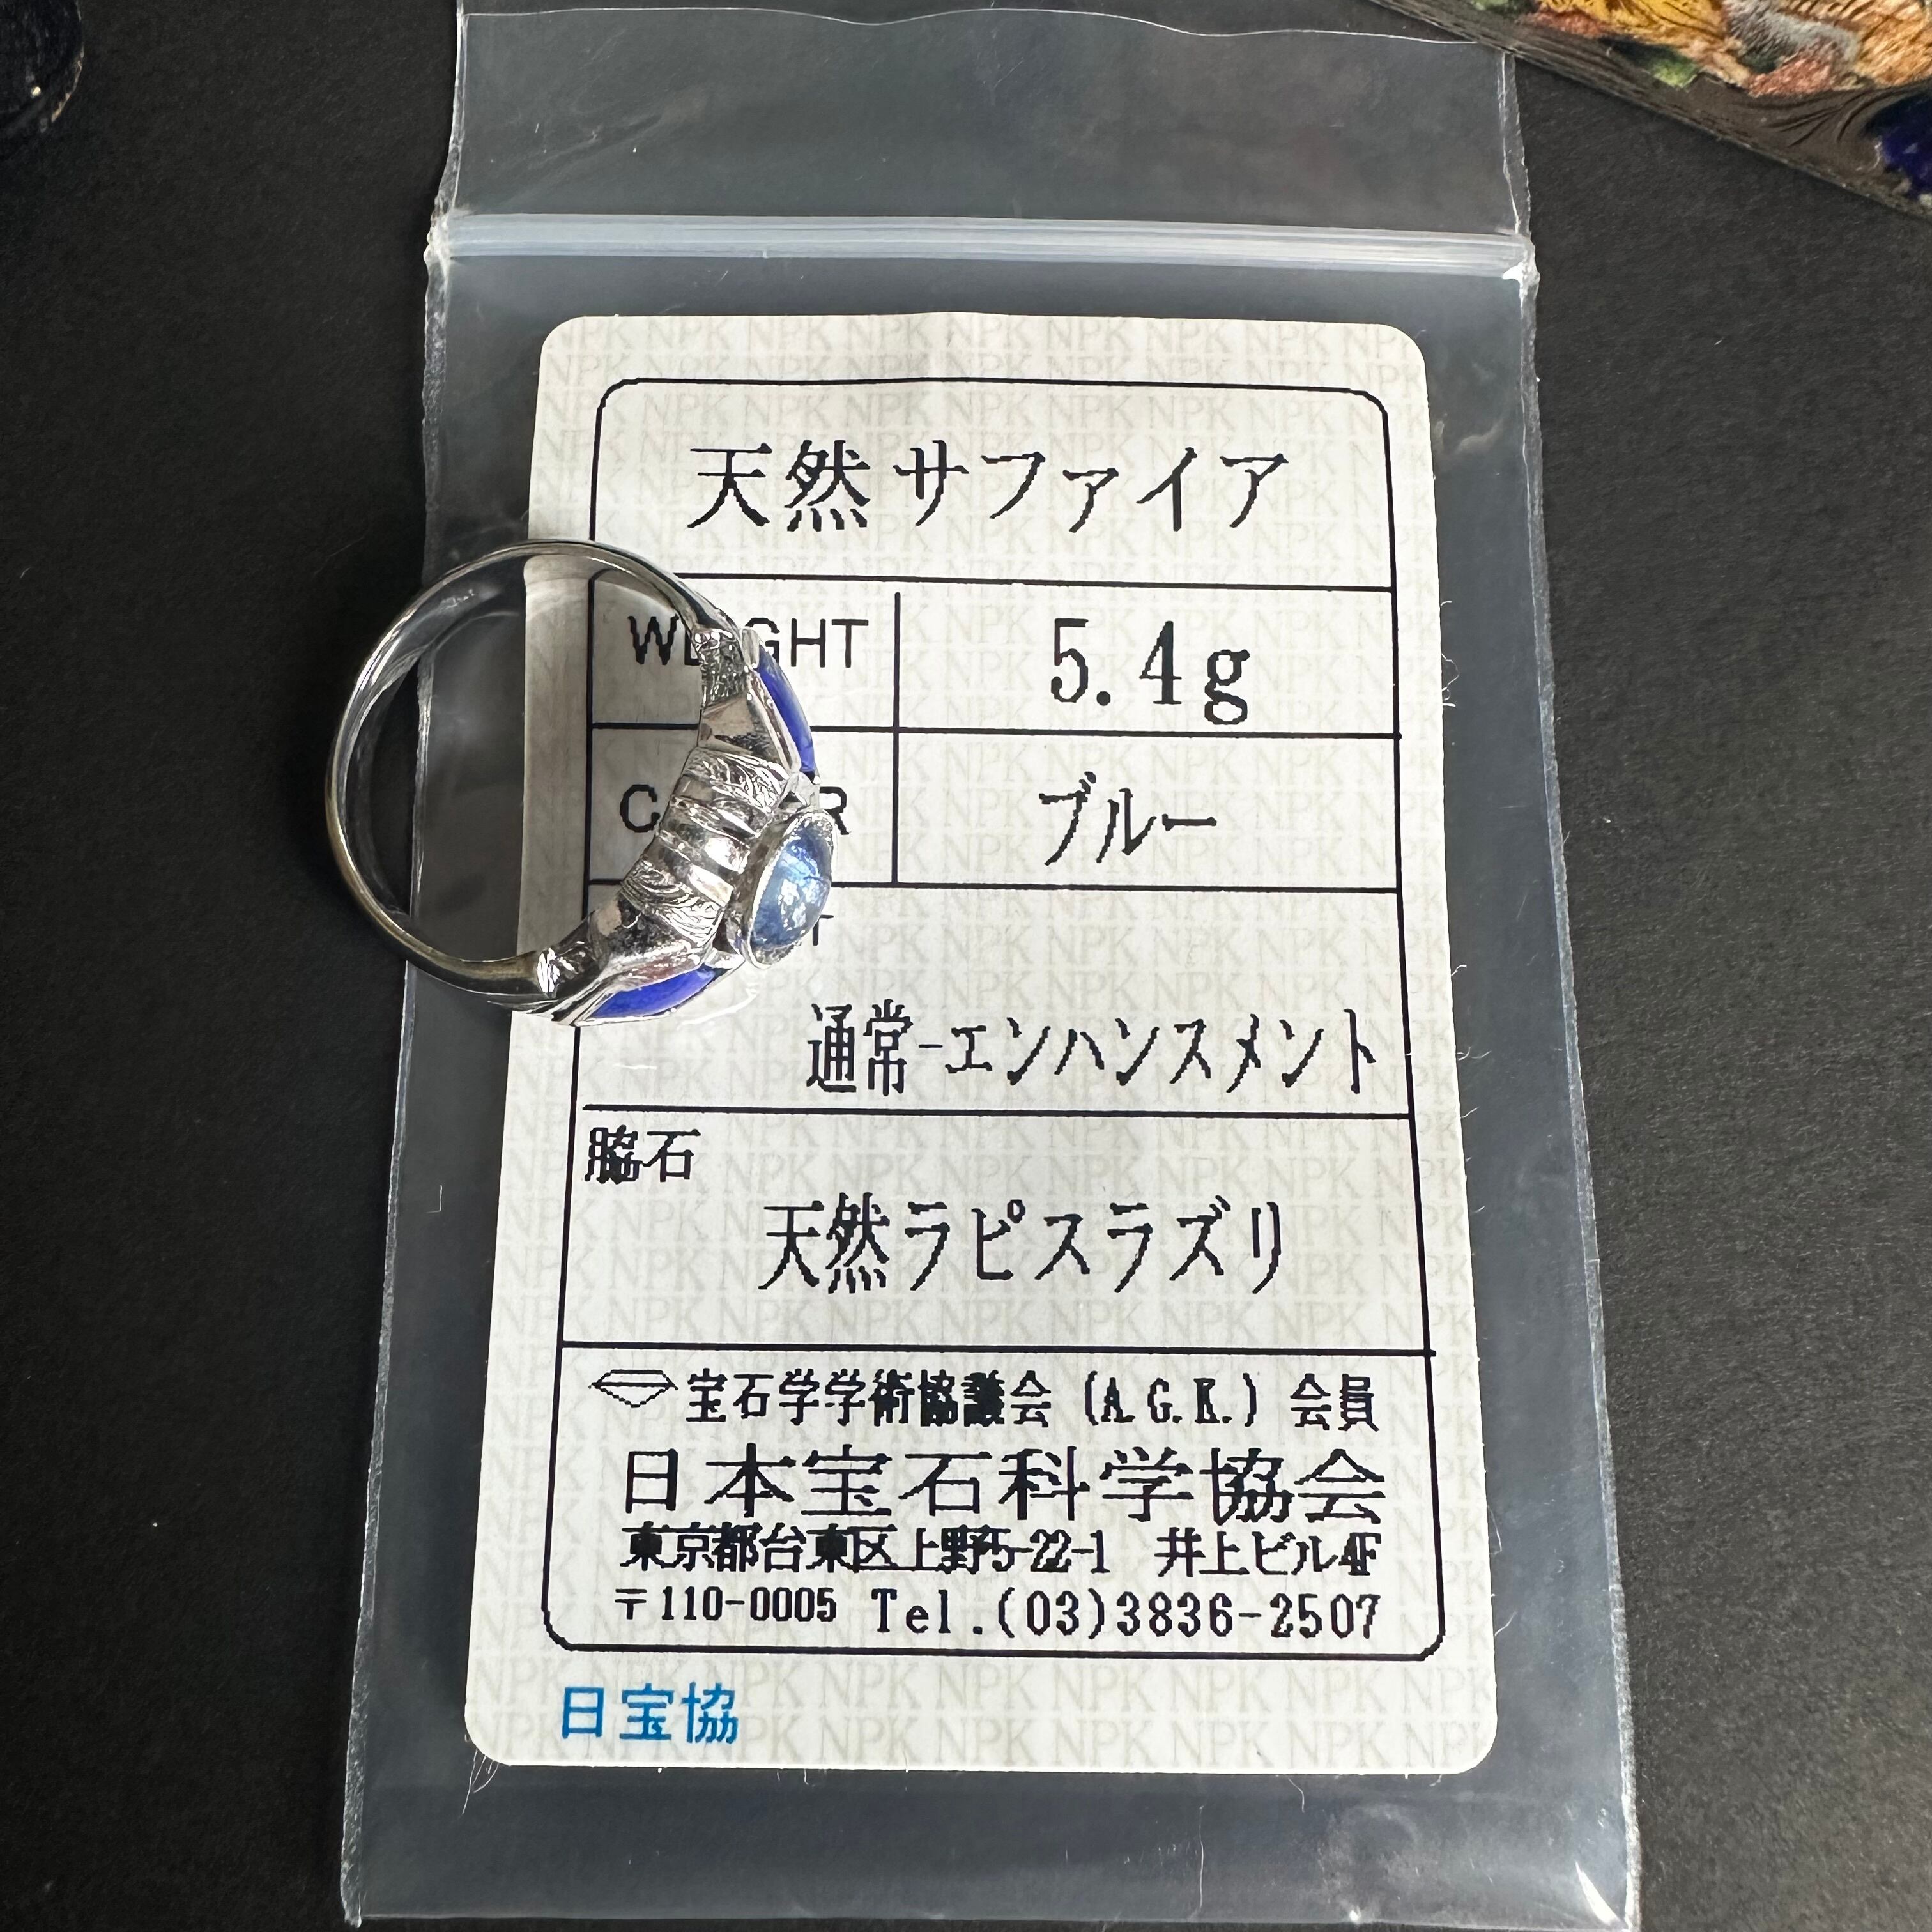 天然サファイア
WEIGHT 5.4g
COLOR ブルー
通常-エンハンスメント
脇石
天然ラピスラズリ
宝石学学術協議会 (A.G.K.) 会員
日本宝石科学協会
東京都台東区上野5-22-1 井上ビル4F
〒110-0005 Tel.(03)3836-2507
日宝協